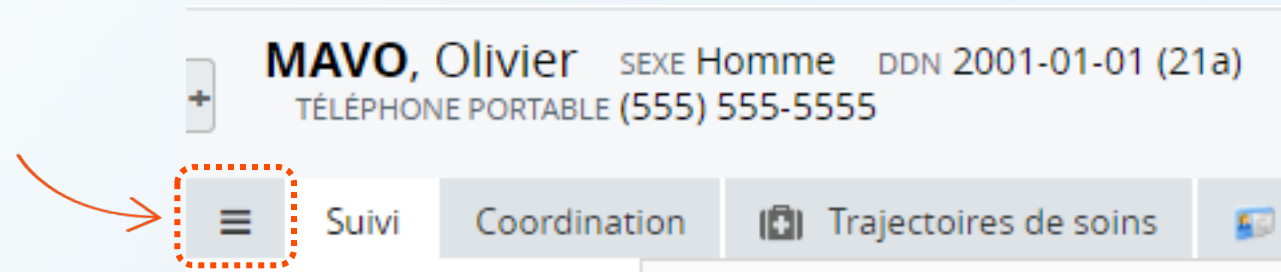 MAVO, Olivier SEXE Homme DDN 2001-01-01 (21a)
+
TÉLÉPHONE PORTABLE (555) 555-5555
Suivi Coordination Trajectoires de soins